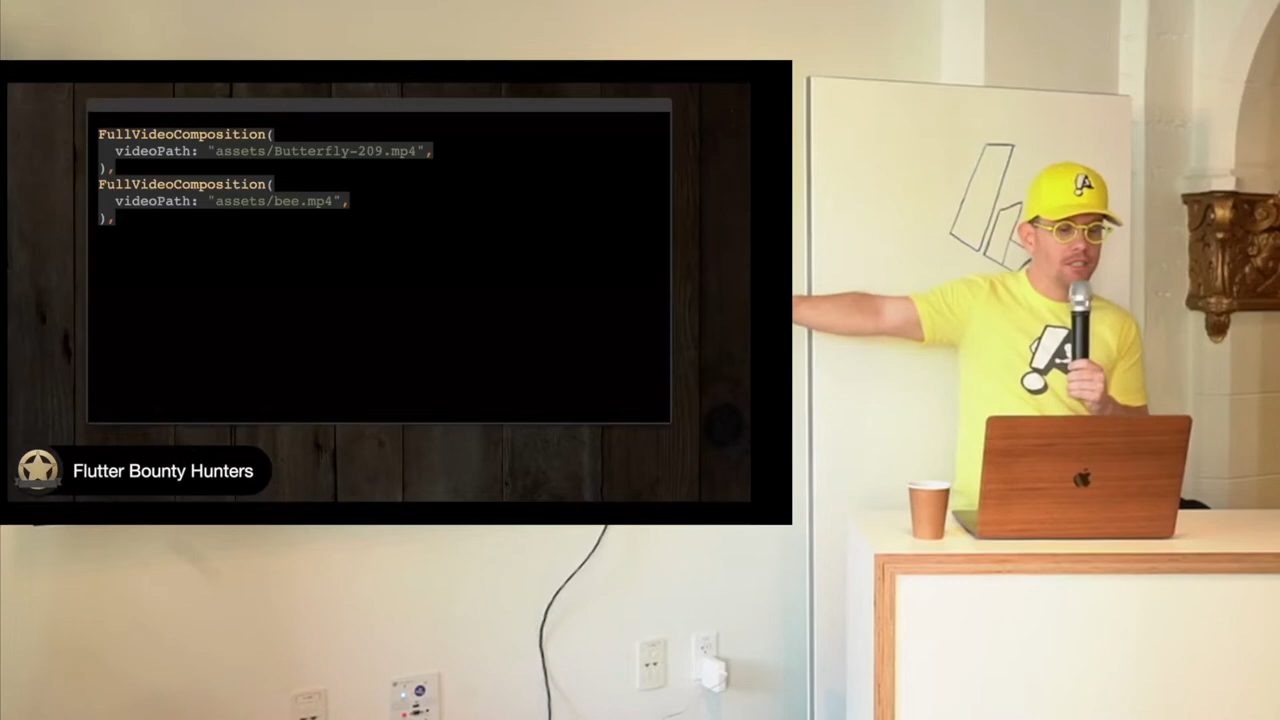 FullVideoComposition(
videoPath: "assets/Butterfly-209.mp4",
),
FullVideoComposition(
videoPath: "assets/bee.mp4",
),
Flutter Bounty Hunters